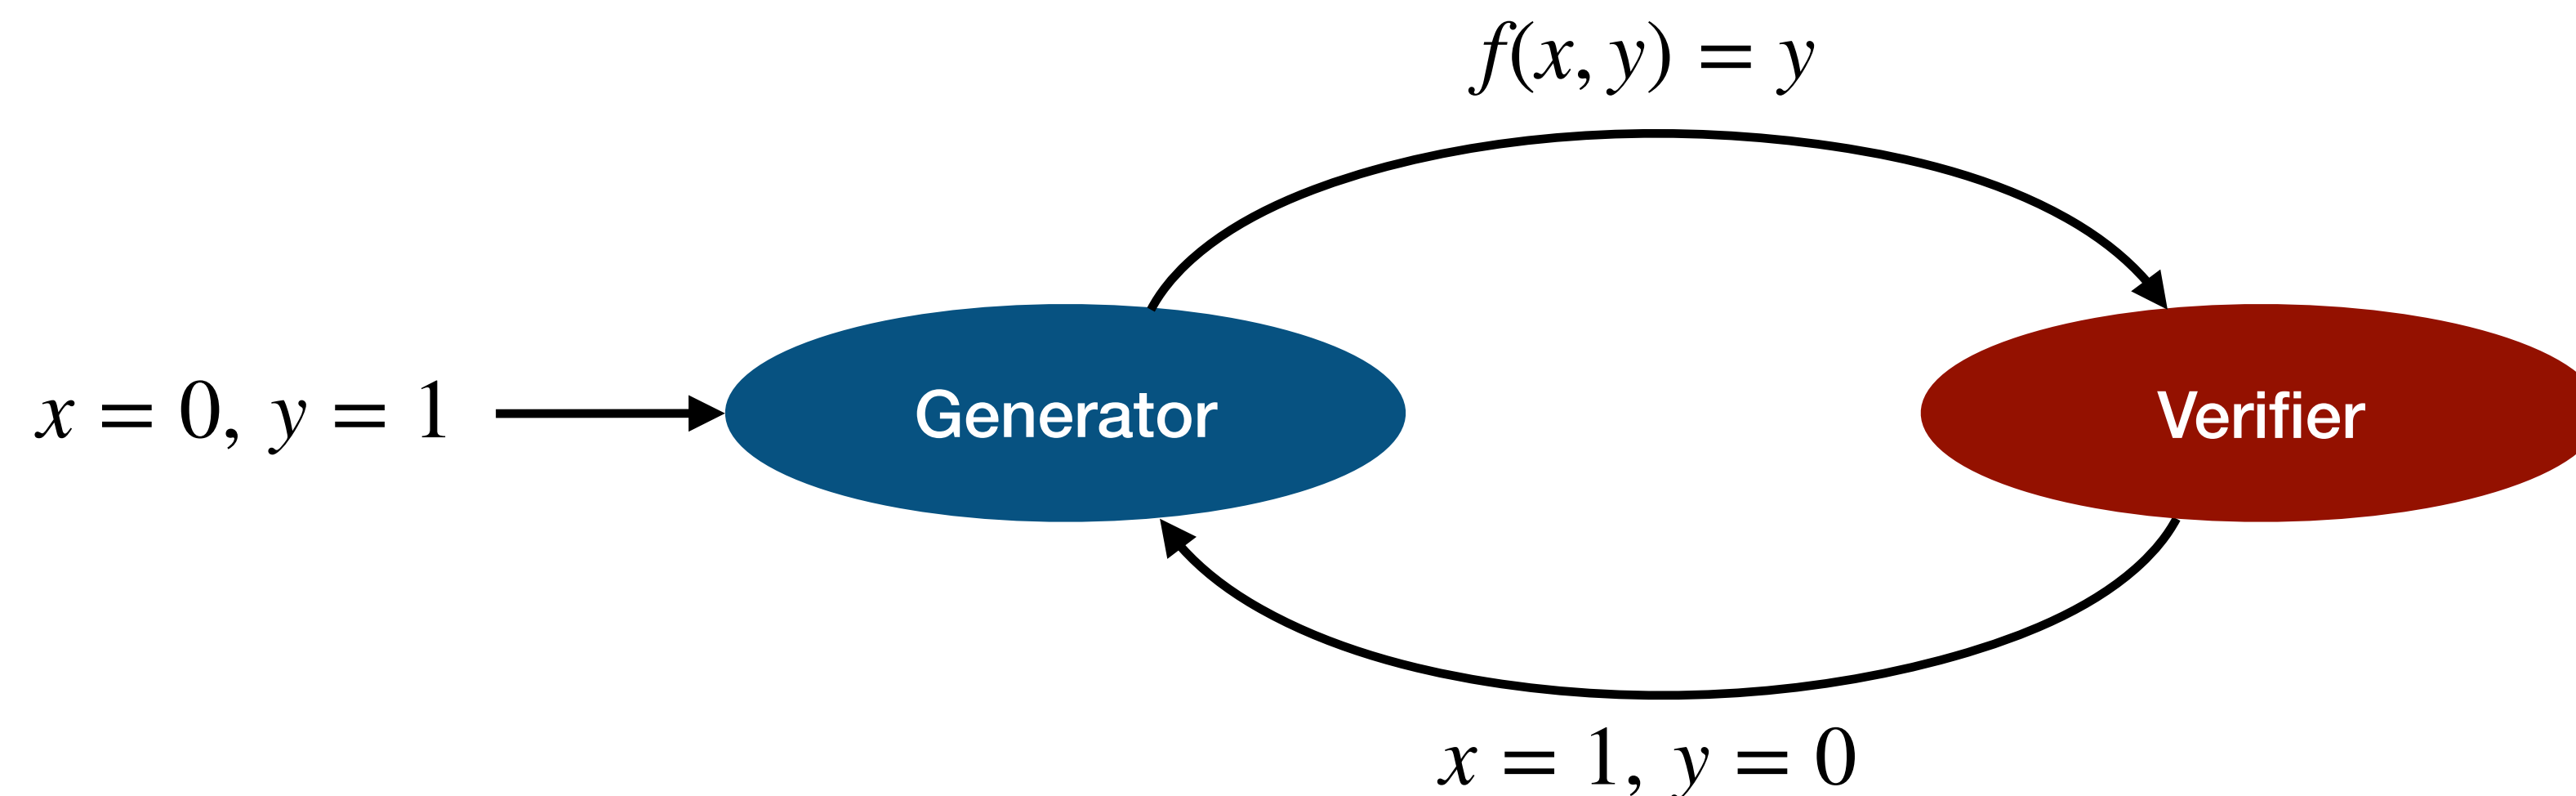 f(x, y) = y
x = 0, y = 1
Generator
Verifier
x = 1, y = 0